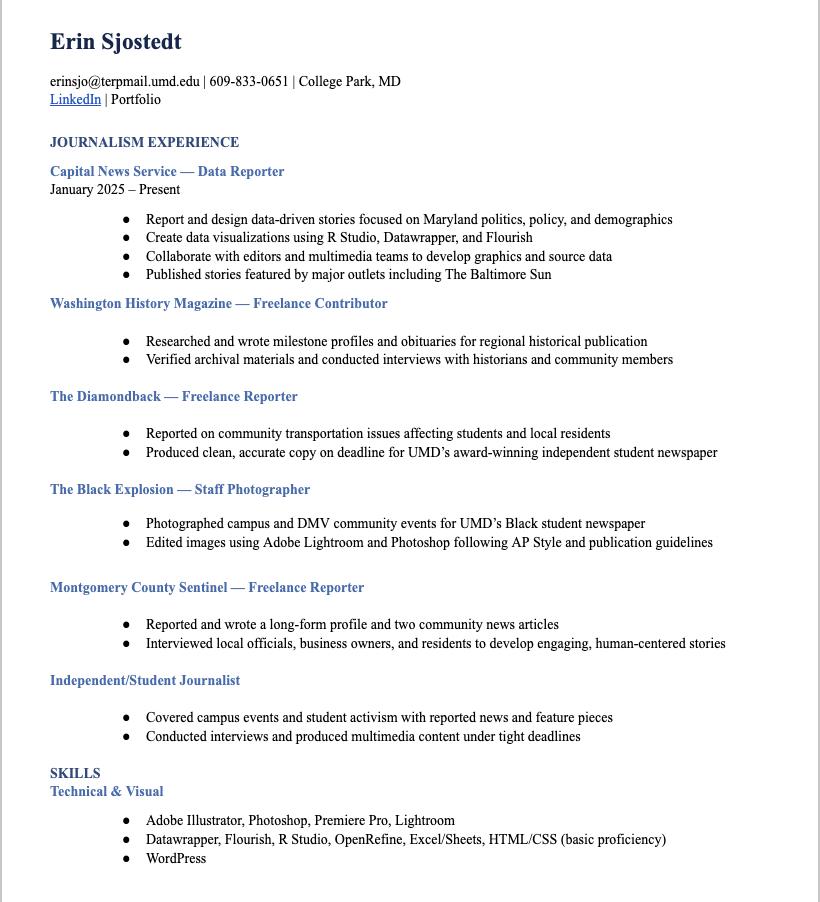 Erin Sjostedt
erinsjo@terpmail.umd.edu | 609-833-0651 | College Park, MD
LinkedIn | Portfolio
JOURNALISM EXPERIENCE
Capital News Service — Data Reporter
January 2025 – Present
● Report and design data-driven stories focused on Maryland politics, policy, and demographics
● Create data visualizations using R Studio, Datawrapper, and Flourish
● Collaborate with editors and multimedia teams to develop graphics and source data
● Published stories featured by major outlets including The Baltimore Sun
Washington History Magazine — Freelance Contributor
● Researched and wrote milestone profiles and obituaries for regional historical publication
● Verified archival materials and conducted interviews with historians and community members
The Diamondback — Freelance Reporter
● Reported on community transportation issues affecting students and local residents
● Produced clean, accurate copy on deadline for UMD’s award-winning independent student newspaper
The Black Explosion — Staff Photographer
● Photographed campus and DMV community events for UMD’s Black student newspaper
● Edited images using Adobe Lightroom and Photoshop following AP Style and publication guidelines
Montgomery County Sentinel — Freelance Reporter
● Reported and wrote a long-form profile and two community news articles
● Interviewed local officials, business owners, and residents to develop engaging, human-centered stories
Independent/Student Journalist
● Covered campus events and student activism with reported news and feature pieces
● Conducted interviews and produced multimedia content under tight deadlines
SKILLS
Technical & Visual
● Adobe Illustrator, Photoshop, Premiere Pro, Lightroom
● Datawrapper, Flourish, R Studio, OpenRefine, Excel/Sheets, HTML/CSS (basic proficiency)
● WordPress